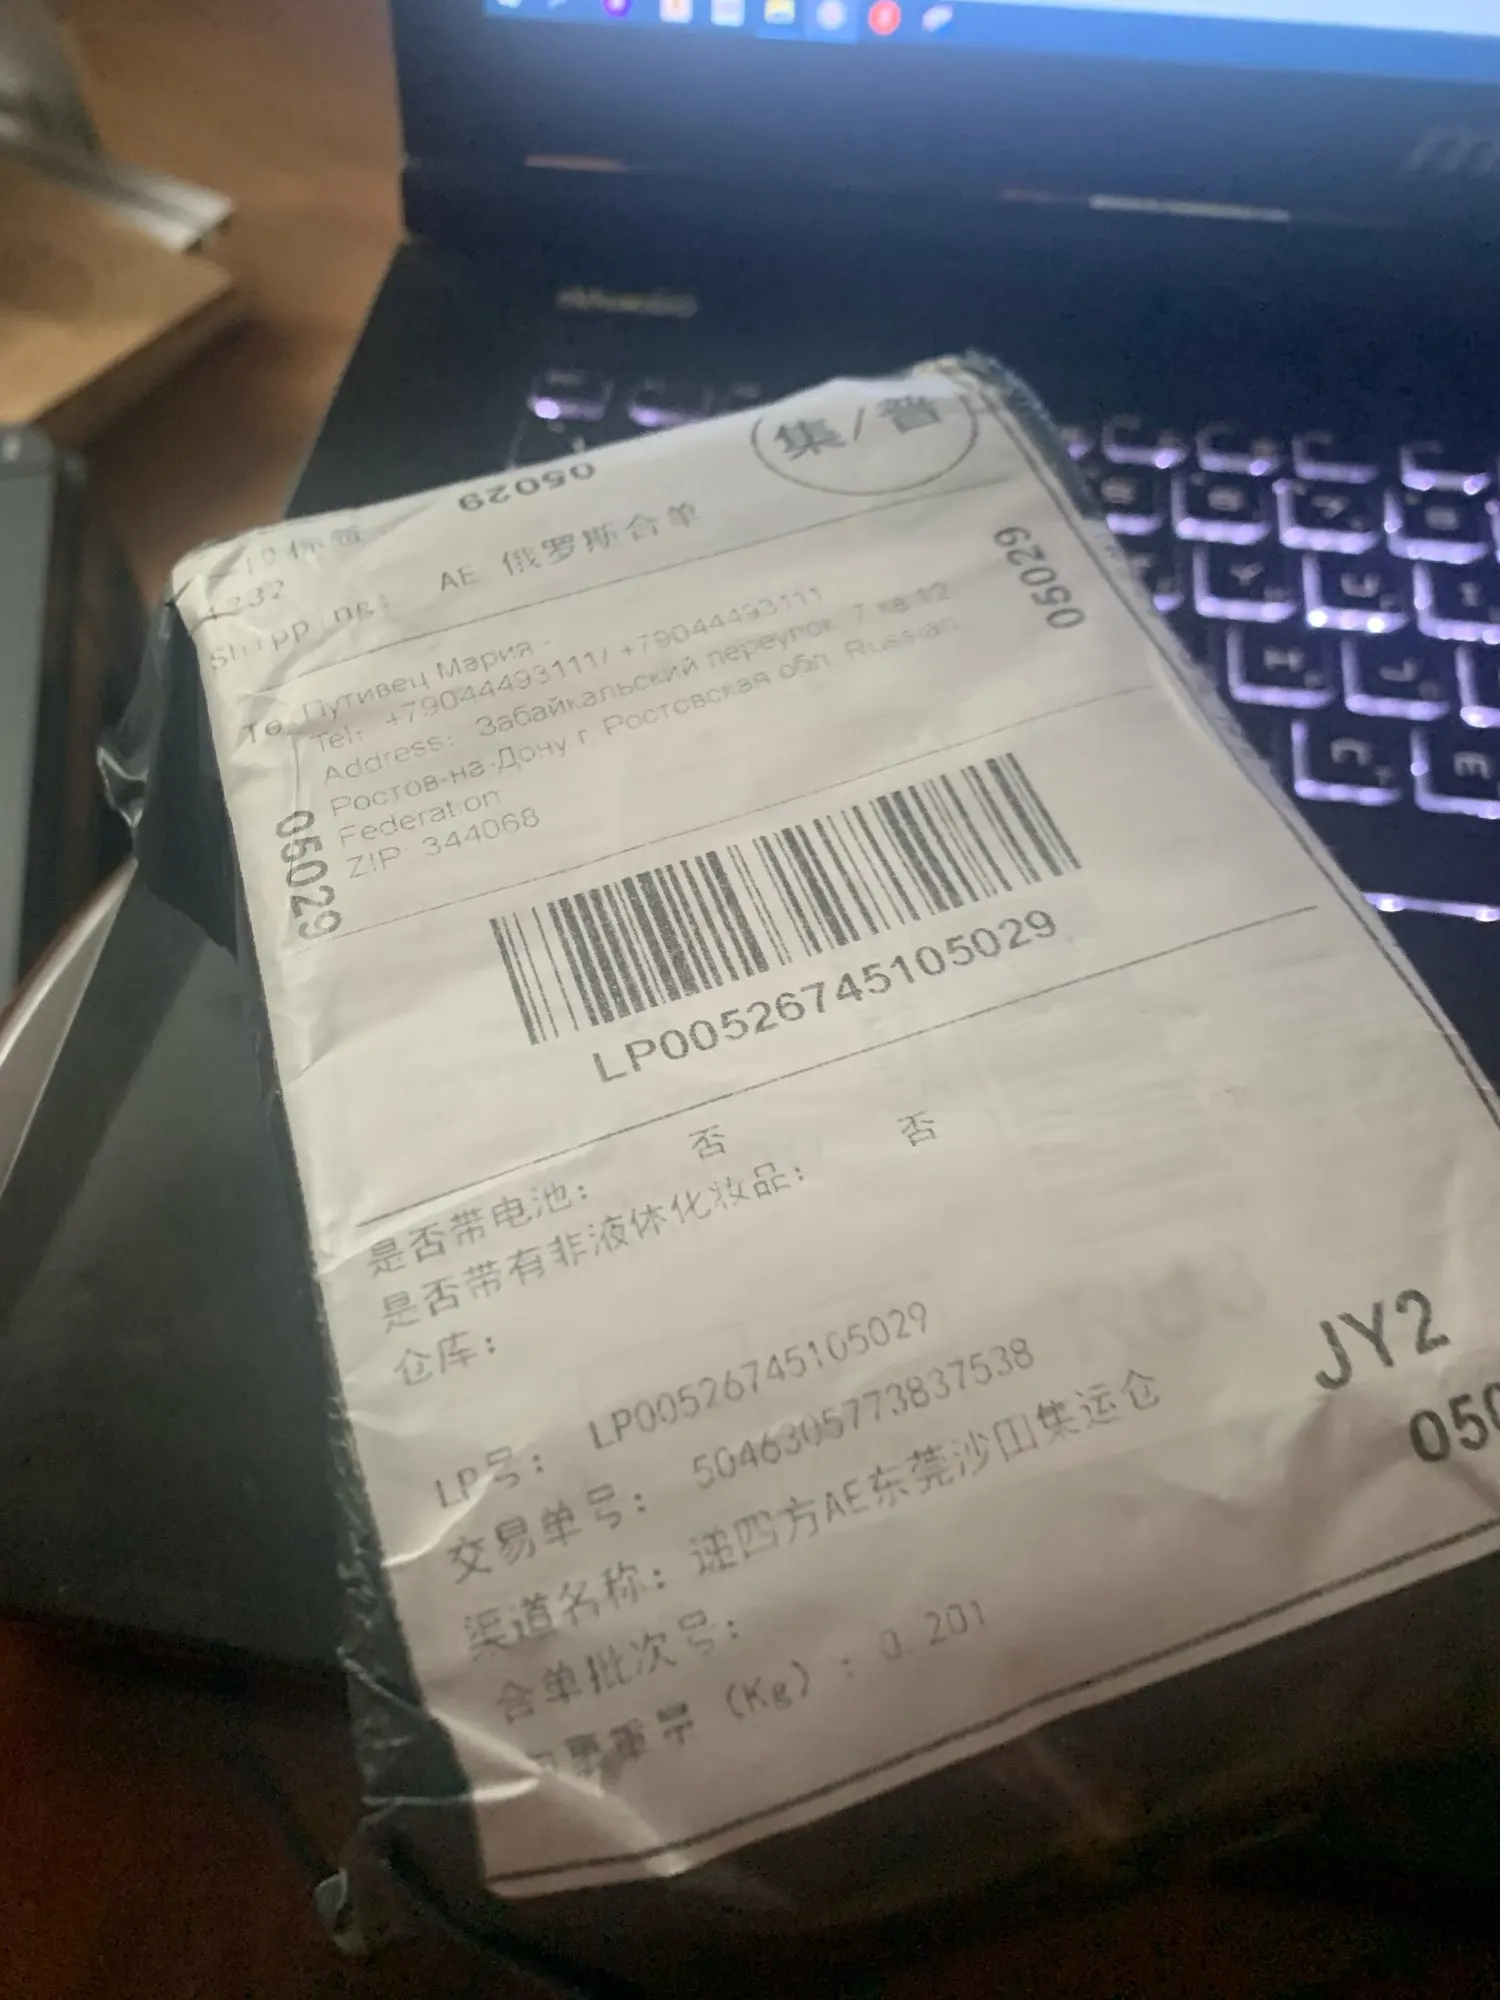 集/普
05029
1232
Shipping:
AE 俄罗斯合单
05029
TO Путивец Мария -
Tel: +79044493111/ +79044493111
Address: Забайкальский переулок 7 кв 12
Ростов-на-Дону г. Ростовская обл. Russian
Federation
ZIP: 344068
05029
LP00526745105029
是否带电池: 否
是否带有非液体化妆品: 否
仓库:
LP号: LP00526745105029
交易单号: 5046305773837538
渠道名称: 递四方AE东莞沙田集运仓
合单批次号:
(Kg) : 0.201
JY2